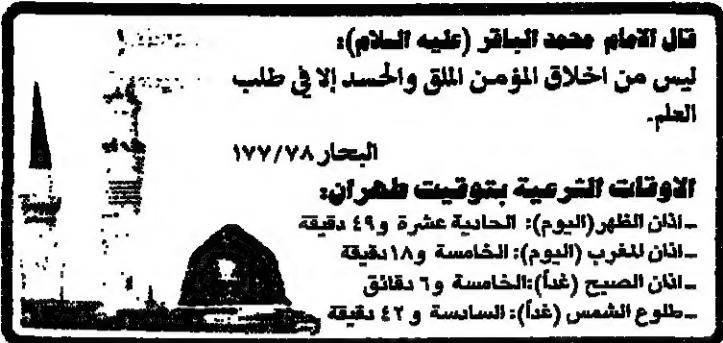 قال الامام محمد الباقر (عليه السلام):
ليس من اخلاق المؤمن الملق والحسد إلا في طلب
العلم.
البحار ١٧٧/٧٨
الاوقات الشرعية بتوقيت طهران:
ـ اذان الظهر (اليوم): الحادية عشرة و٤٩ دقيقة
ـ اذان المغرب (اليوم): الخامسة و١٨ دقيقة
ـ اذان الصبح (غداً): الخامسة و٦ دقائق
ـ طلوع الشمس (غداً): السادسة و٤٢ دقيقة